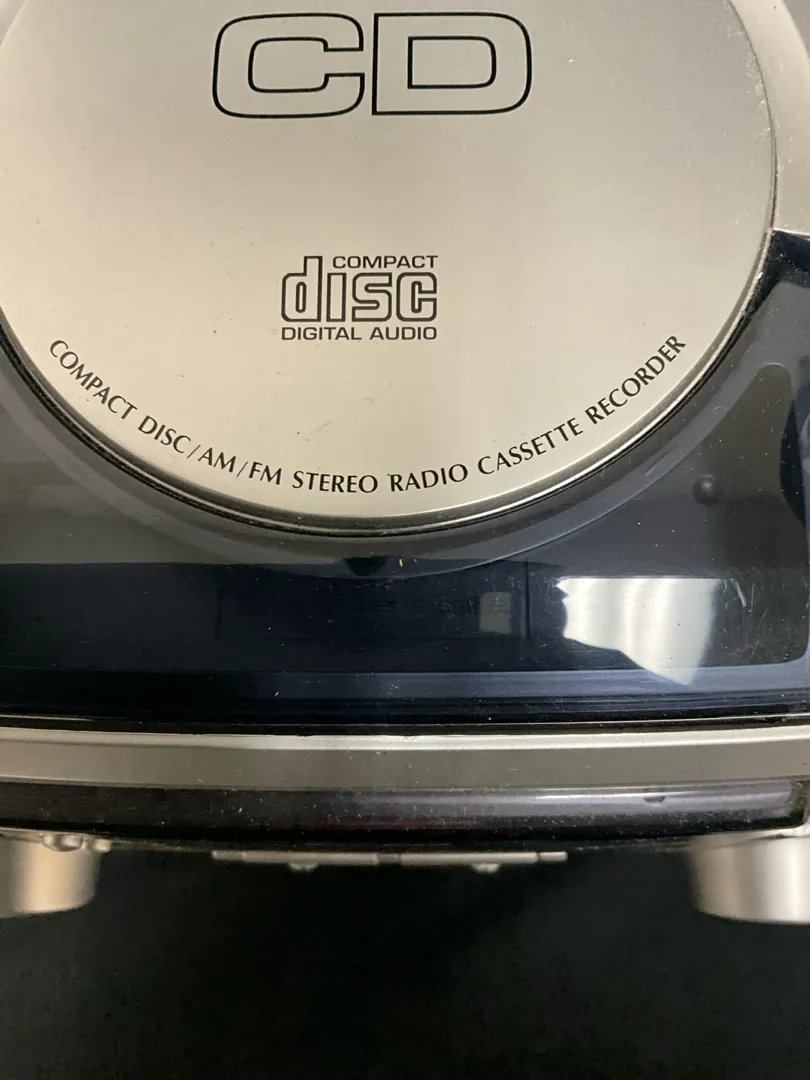 CD
COMPACT
disc
DIGITAL AUDIO
COMPACT DISC/AM/FM STEREO RADIO CASSETTE RECORDER